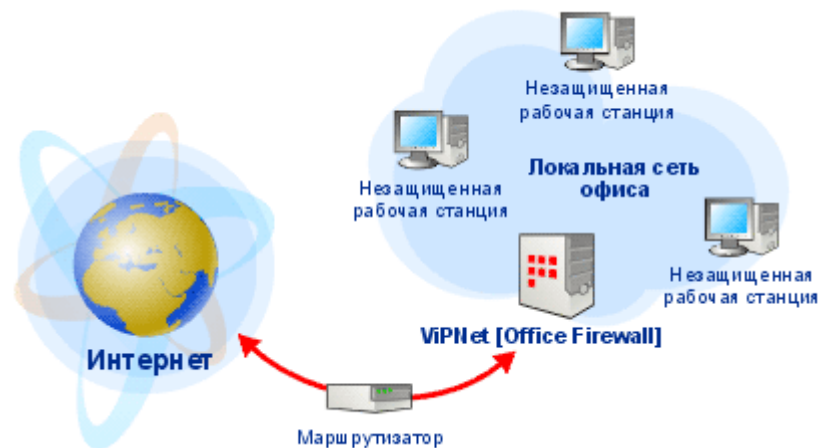 Незащищенная
рабочая станция
Незащищенная
рабочая станция
Локальная сеть
офиса
Незащищенная
рабочая станция
ViPNet [Office Firewall]
Интернет
Маршрутизатор